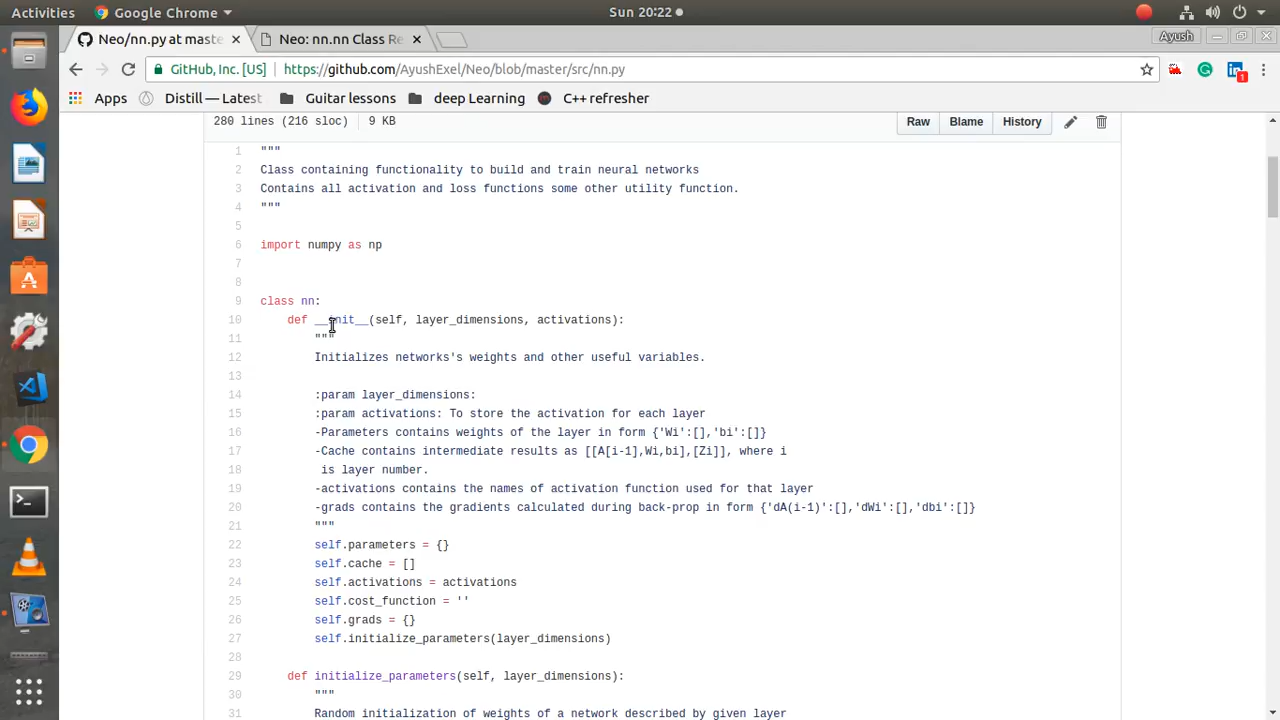 Activities Google Chrome Sun 20:22
Neo/nn.py at maste Neo: nn.nn Class Re Ayush
GitHub, Inc. [US] https://github.com/AyushExel/Neo/blob/master/src/nn.py 1
Apps Distill — Latest Guitar lessons deep Learning C++ refresher
280 lines (216 sloc) 9 KB Raw Blame History
1 """
2 Class containing functionality to build and train neural networks
3 Contains all activation and loss functions some other utility function.
4 """
5
6 import numpy as np
7
8
9 class nn:
10 def __init__(self, layer_dimensions, activations):
11 """
12 Initializes networks's weights and other useful variables.
13
14 :param layer_dimensions:
15 :param activations: To store the activation for each layer
16 -Parameters contains weights of the layer in form {'Wi':[],'bi':[]}
17 -Cache contains intermediate results as [[A[i-1],Wi,bi],[Zi]], where i
18 is layer number.
19 -activations contains the names of activation function used for that layer
20 -grads contains the gradients calculated during back-prop in form {'dA(i-1)':[],'dWi':[],'dbi':[]}
21 """
22 self.parameters = {}
23 self.cache = []
24 self.activations = activations
25 self.cost_function = ''
26 self.grads = {}
27 self.initialize_parameters(layer_dimensions)
28
29 def initialize_parameters(self, layer_dimensions):
30 """
31 Random initialization of weights of a network described by given layer